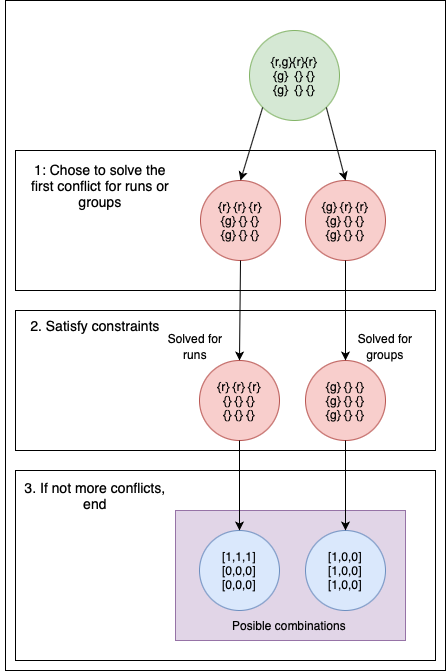 {r,g}{r}{r}
{g} {} {}
{g} {} {}
1: Chose to solve the
first conflict for runs or
groups
{r} {r} {r}
{g} {} {}
{g} {} {}
{g} {r} {r}
{g} {} {}
{g} {} {}
2. Satisfy constraints
Solved for
runs
Solved for
groups
{r} {r} {r}
{} {} {}
{} {} {}
{g} {} {}
{g} {} {}
{g} {} {}
3. If not more conflicts,
end
[1,1,1]
[0,0,0]
[0,0,0]
[1,0,0]
[1,0,0]
[1,0,0]
Posible combinations